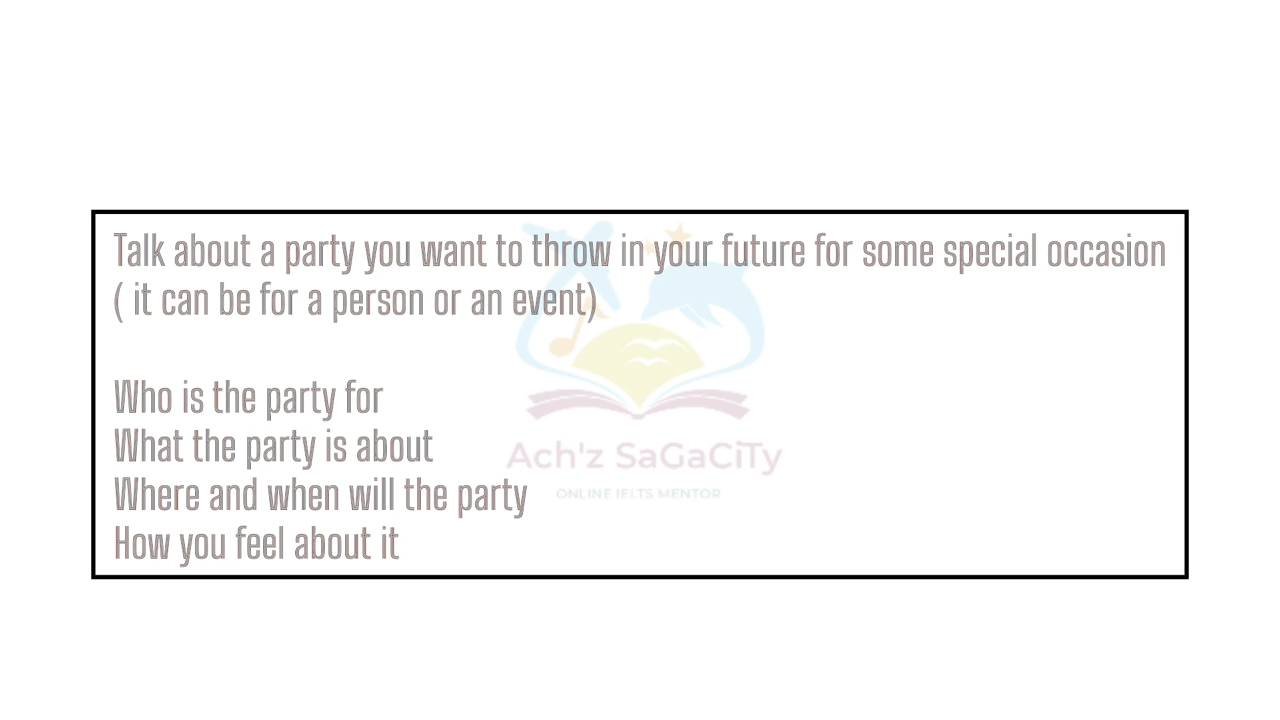 Talk about a party you want to throw in your future for some special occasion
( it can be for a person or an event)
Who is the party for
What the party is about
Where and when will the party
How you feel about it
Ach'z SaGaCiTy
ONLINE IELTS MENTOR